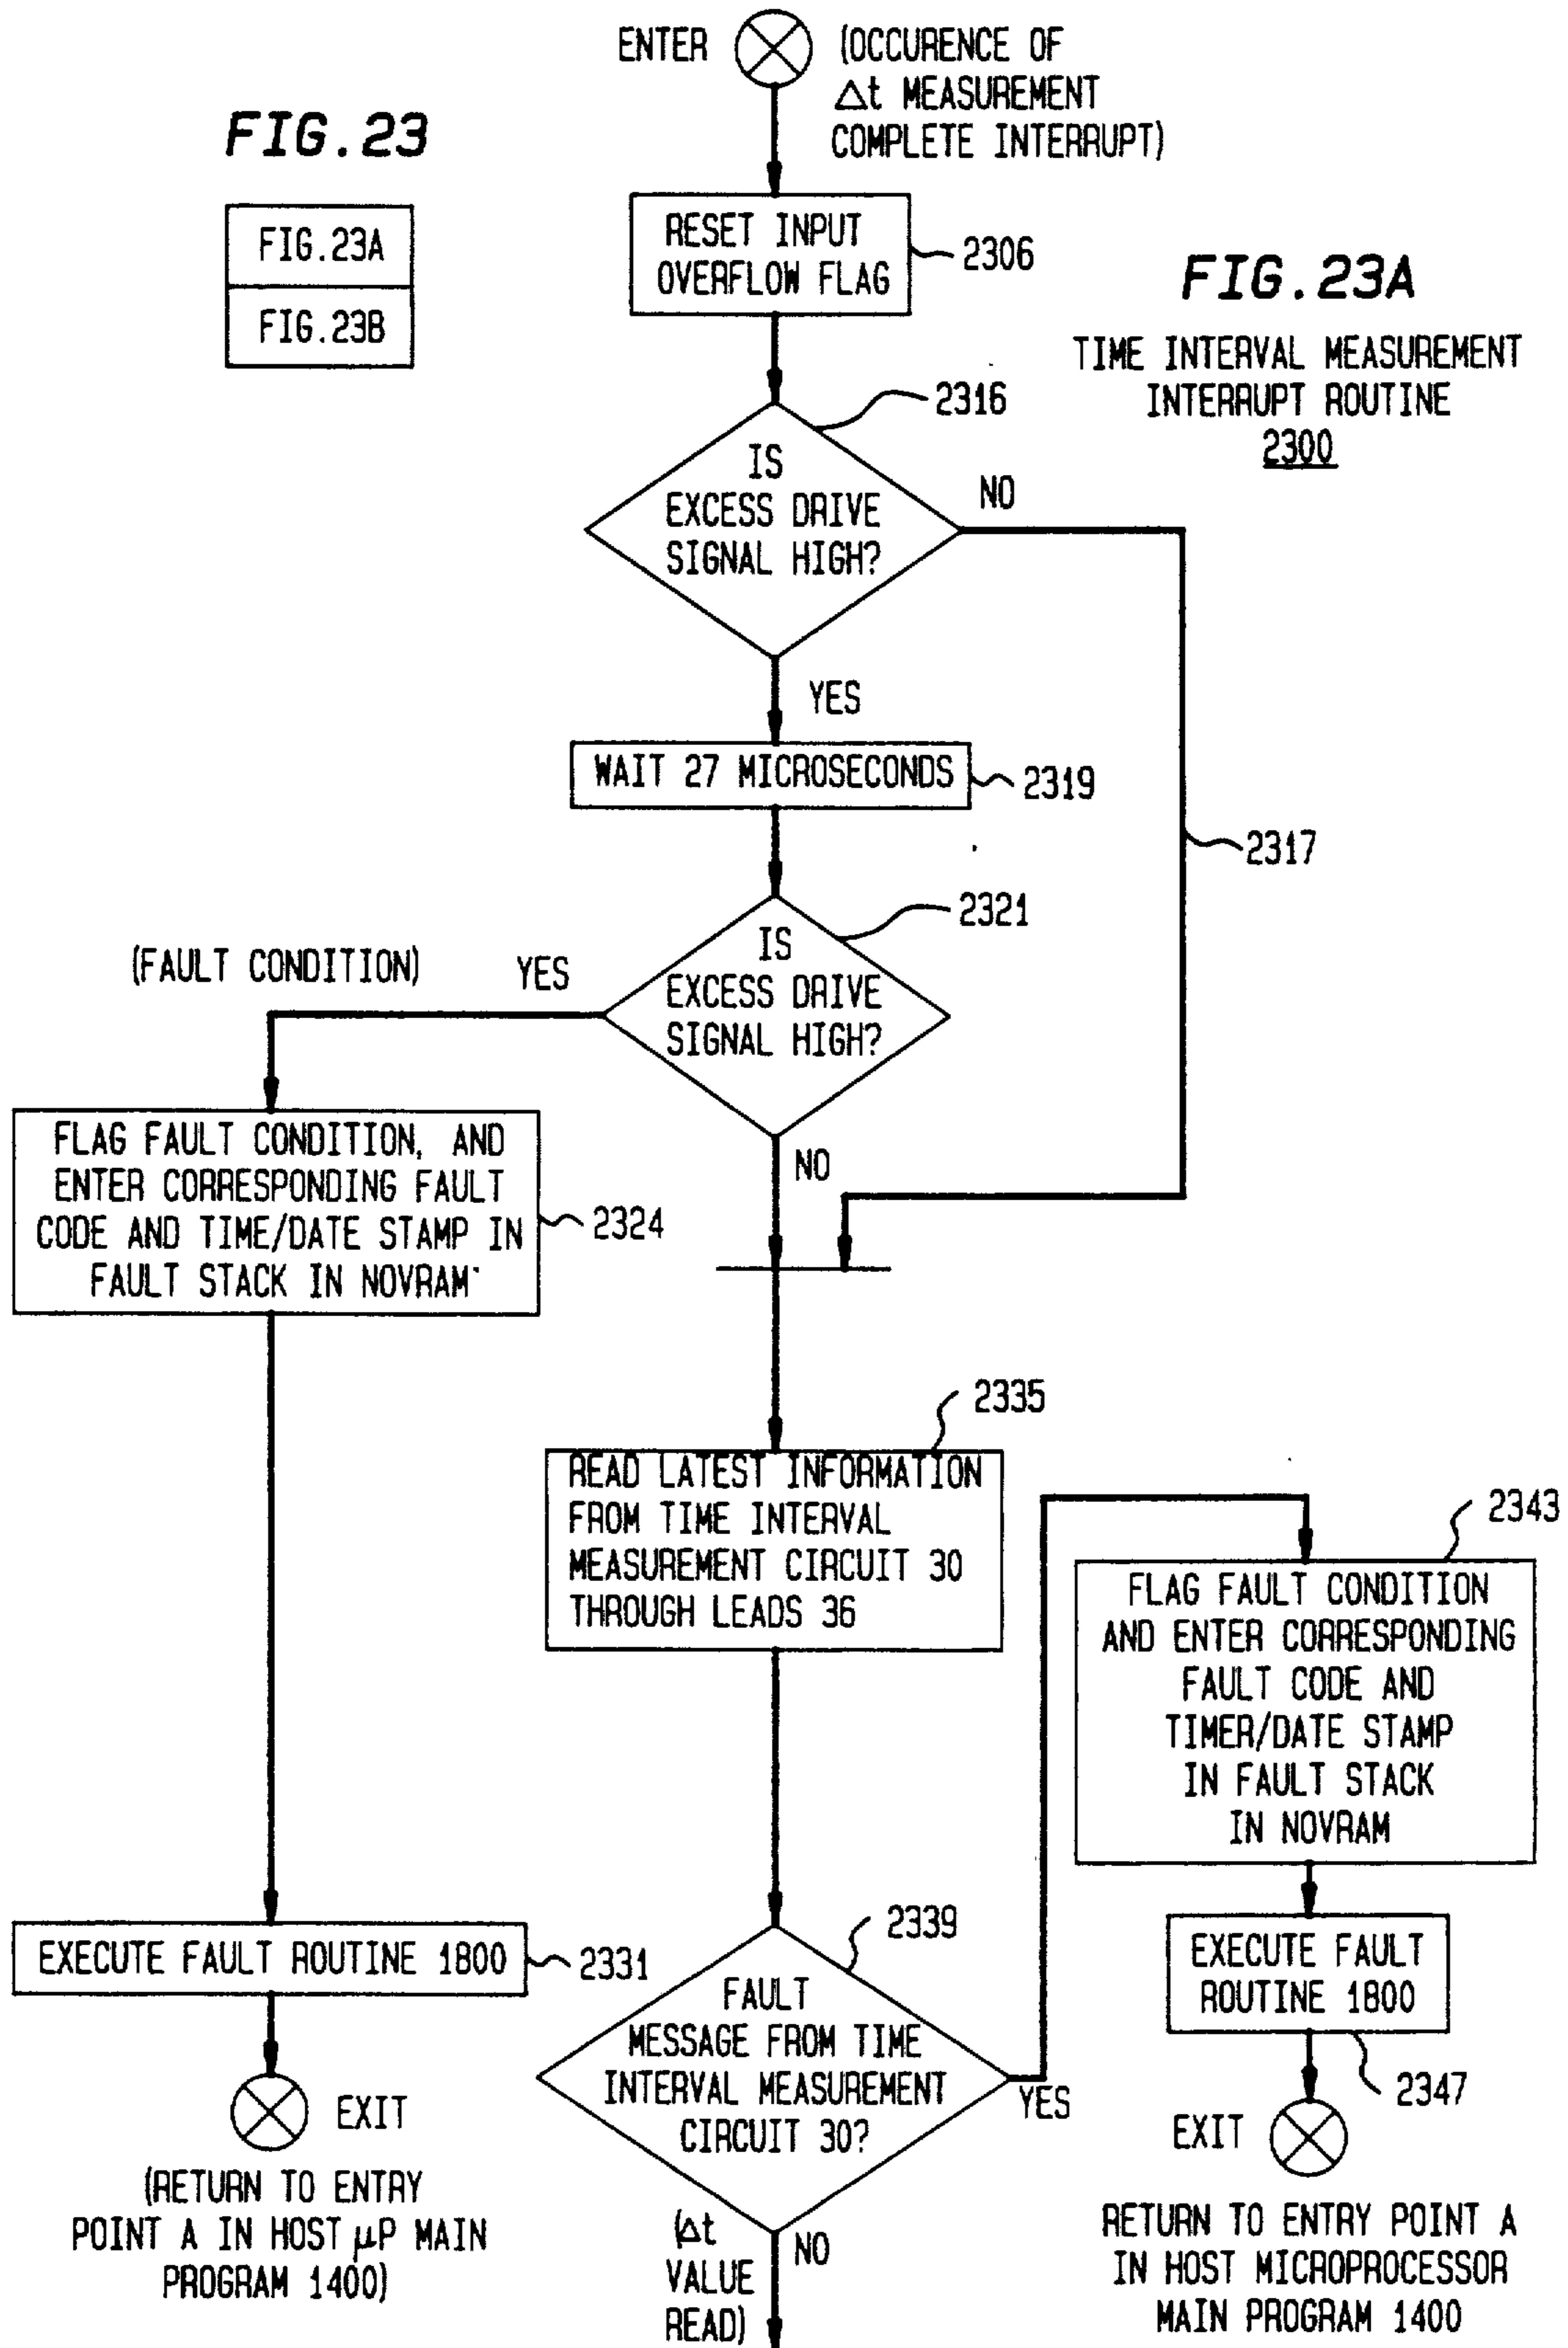 ENTER
(OCCURENCE OF
Δt MEASUREMENT
COMPLETE INTERRUPT)
FIG.23
FIG.23A
FIG.23B
RESET INPUT
OVERFLOW FLAG
2306
FIG.23A
TIME INTERVAL MEASUREMENT
INTERRUPT ROUTINE
2300
2316
IS
EXCESS DRIVE
SIGNAL HIGH?
NO
YES
WAIT 27 MICROSECONDS
2319
2317
2321
IS
EXCESS DRIVE
SIGNAL HIGH?
(FAULT CONDITION)
YES
NO
FLAG FAULT CONDITION, AND
ENTER CORRESPONDING FAULT
CODE AND TIME/DATE STAMP IN
FAULT STACK IN NOVRAM
2324
2335
READ LATEST INFORMATION
FROM TIME INTERVAL
MEASUREMENT CIRCUIT 30
THROUGH LEADS 36
2343
FLAG FAULT CONDITION
AND ENTER CORRESPONDING
FAULT CODE AND
TIMER/DATE STAMP
IN FAULT STACK
IN NOVRAM
EXECUTE FAULT ROUTINE 1800
2331
2339
FAULT
MESSAGE FROM TIME
INTERVAL MEASUREMENT
CIRCUIT 30?
YES
EXECUTE FAULT
ROUTINE 1800
2347
EXIT
(RETURN TO ENTRY
POINT A IN HOST μP MAIN
PROGRAM 1400)
(Δt
VALUE
READ)
NO
EXIT
RETURN TO ENTRY POINT A
IN HOST MICROPROCESSOR
MAIN PROGRAM 1400